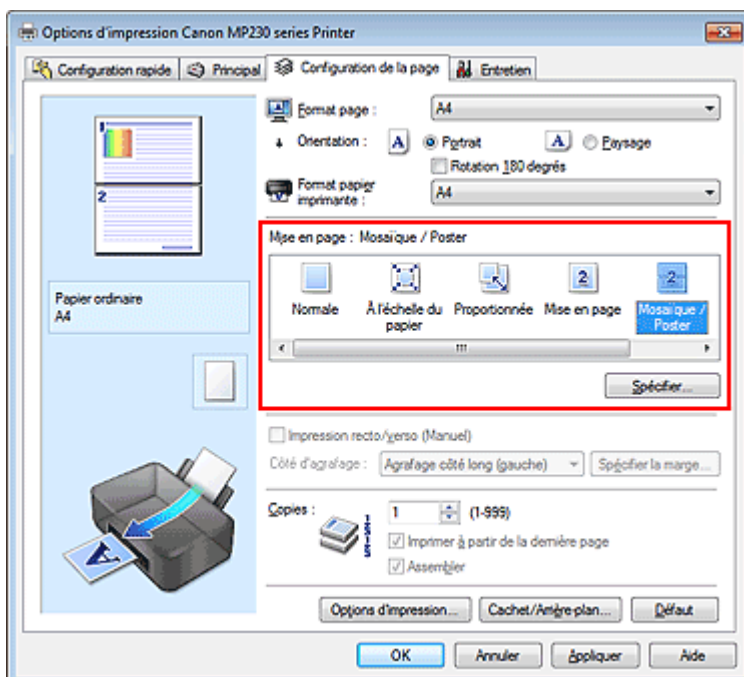 Options d'impression Canon MP230 series Printer
Configuration rapide Principal Configuration de la page Entretien
Format page : A4
Orientation : A Portrait A Paysage
Rotation 180 degrés
Format papier
imprimante : A4
1
2
Mise en page : Mosaïque / Poster
2 2
Normale À l'échelle du papier Proportionnée Mise en page Mosaïque / Poster
Papier ordinaire
A4
Spécifier...
Impression recto/verso (Manuel)
Côté d'agrafage : Agrafage côté long (gauche) Spécifier la marge...
Copies : 1 (1-999)
Imprimer à partir de la dernière page
Assembler
A
Options d'impression... Cachet/Arrière-plan... Défaut
OK Annuler Appliquer Aide